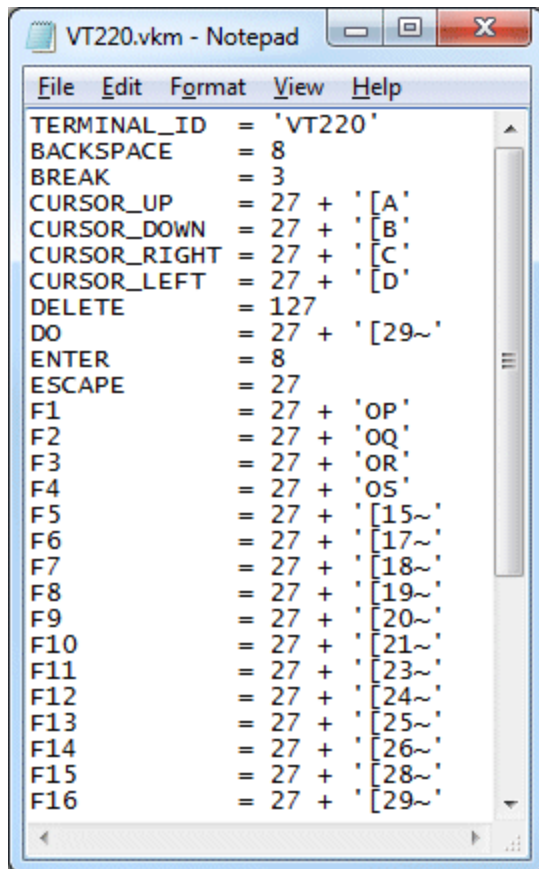 VT220.vkm - Notepad
File Edit Format View Help
TERMINAL_ID = 'VT220'
BACKSPACE = 8
BREAK = 3
CURSOR_UP = 27 + '[A'
CURSOR_DOWN = 27 + '[B'
CURSOR_RIGHT = 27 + '[C'
CURSOR_LEFT = 27 + '[D'
DELETE = 127
DO = 27 + '[29~'
ENTER = 8
ESCAPE = 27
F1 = 27 + 'OP'
F2 = 27 + 'OQ'
F3 = 27 + 'OR'
F4 = 27 + 'OS'
F5 = 27 + '[15~'
F6 = 27 + '[17~'
F7 = 27 + '[18~'
F8 = 27 + '[19~'
F9 = 27 + '[20~'
F10 = 27 + '[21~'
F11 = 27 + '[23~'
F12 = 27 + '[24~'
F13 = 27 + '[25~'
F14 = 27 + '[26~'
F15 = 27 + '[28~'
F16 = 27 + '[29~'